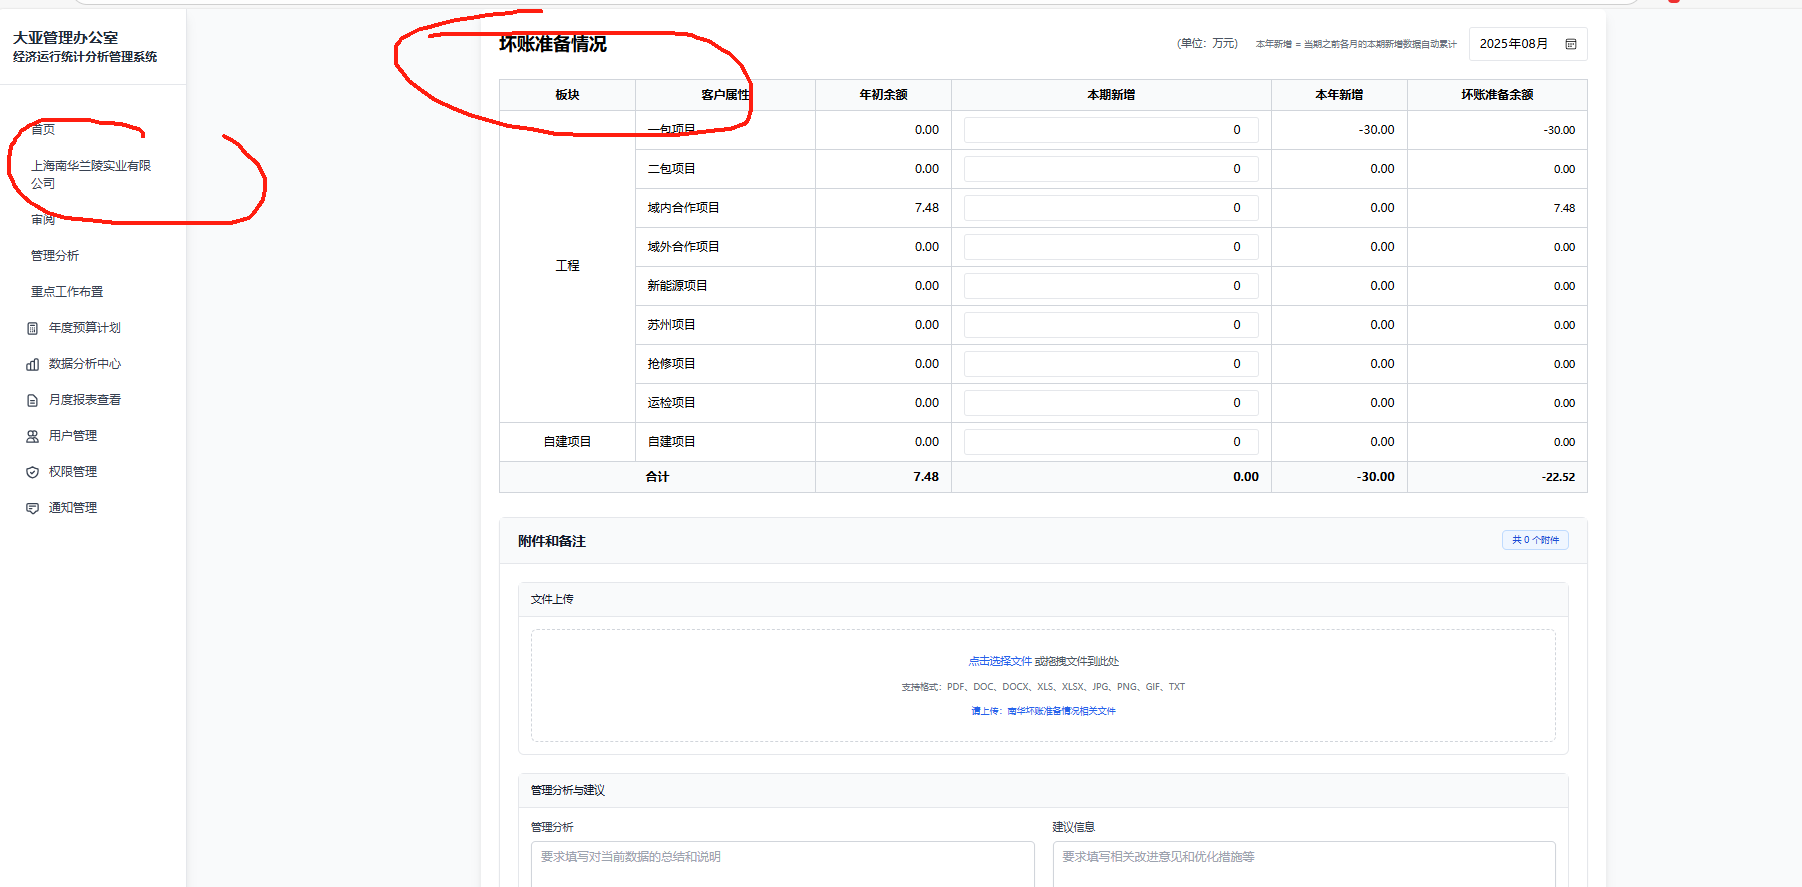 大亚管理办公室
经济运行统计分析管理系统
首页
上海南华兰陵实业有限
公司
审阅
管理分析
重点工作布置
年度预算计划
数据分析中心
月度报表查看
用户管理
权限管理
通知管理
坏账准备情况
(单位：万元) 本年新增 = 当期之前各月的本期新增数据自动累计 2025年08月
板块 客户属性 年初余额 本期新增 本年新增 坏账准备余额
一包项目 0.00 0 -30.00 -30.00
二包项目 0.00 0 0.00 0.00
域内合作项目 7.48 0 0.00 7.48
域外合作项目 0.00 0 0.00 0.00
工程
新能源项目 0.00 0 0.00 0.00
苏州项目 0.00 0 0.00 0.00
抢修项目 0.00 0 0.00 0.00
运检项目 0.00 0 0.00 0.00
自建项目 自建项目 0.00 0 0.00 0.00
合计 7.48 0.00 -30.00 -22.52
附件和备注 共 0 个附件
文件上传
点击选择文件 或拖拽文件到此处
支持格式：PDF、DOC、DOCX、XLS、XLSX、JPG、PNG、GIF、TXT
请上传：南华坏账准备情况相关文件
管理分析与建议
管理分析 建议信息
要求填写对当前数据的总结和说明 要求填写相关改进意见和优化措施等